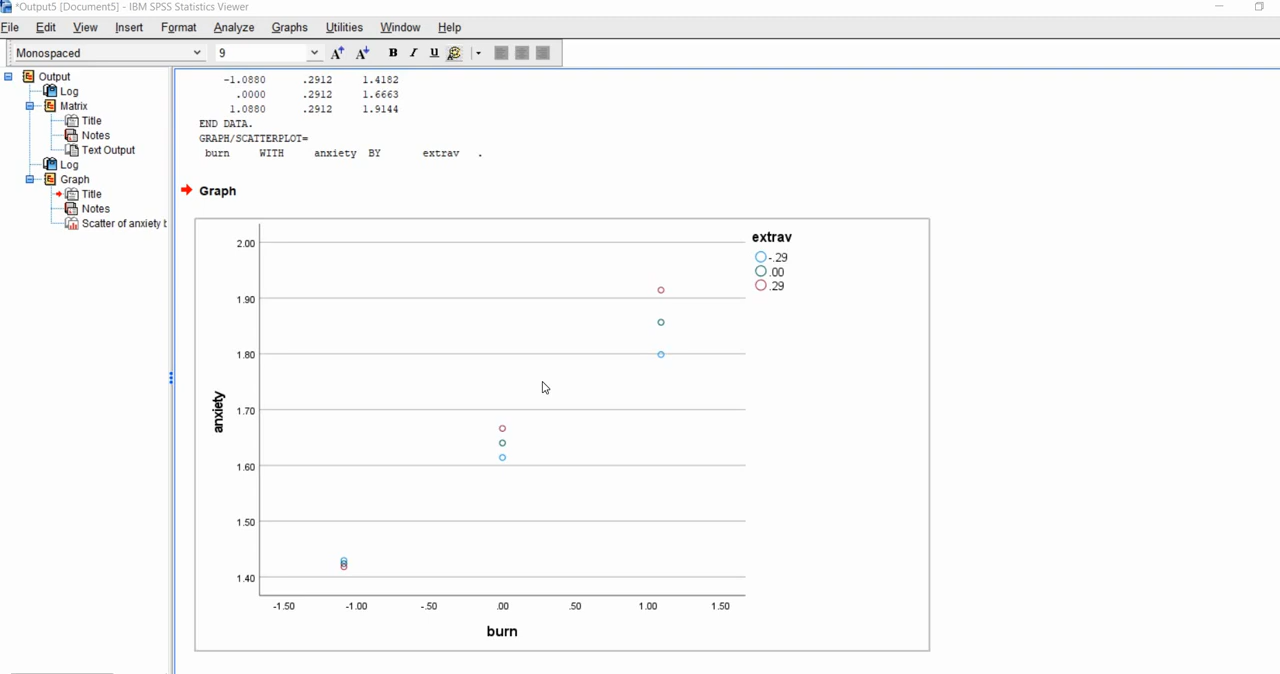 *Output5 [Document5] - IBM SPSS Statistics Viewer
File Edit View Insert Format Analyze Graphs Utilities Window Help
Monospaced 9 A A B I U
Output
Log
Matrix
Title
Notes
Text Output
Log
Graph
Title
Notes
Scatter of anxiety b
-1.0880 .2912 1.4182
.0000 .2912 1.6663
1.0880 .2912 1.9144
END DATA.
GRAPH/SCATTERPLOT=
burn WITH anxiety BY extrav .
Graph
extrav
-.29
.00
.29
anxiety
2.00
1.90
1.80
1.70
1.60
1.50
1.40
-1.50 -1.00 -.50 .00 .50 1.00 1.50
burn